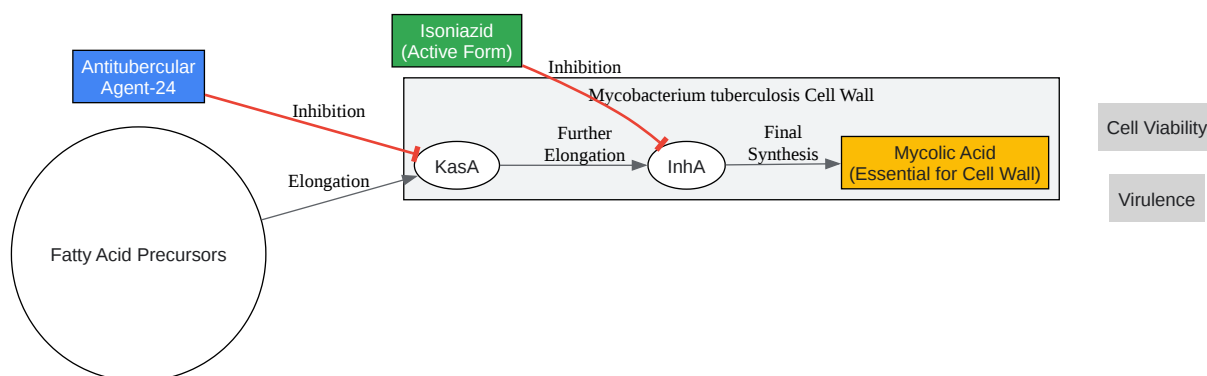 Isoniazid
(Active Form)
Antitubercular
Agent-24
Inhibition
Mycobacterium tuberculosis Cell Wall
Inhibition
Cell Viability
Further
Elongation
Final
Synthesis
KasA
InhA
Mycolic Acid
(Essential for Cell Wall)
Elongation
Virulence
Fatty Acid Precursors